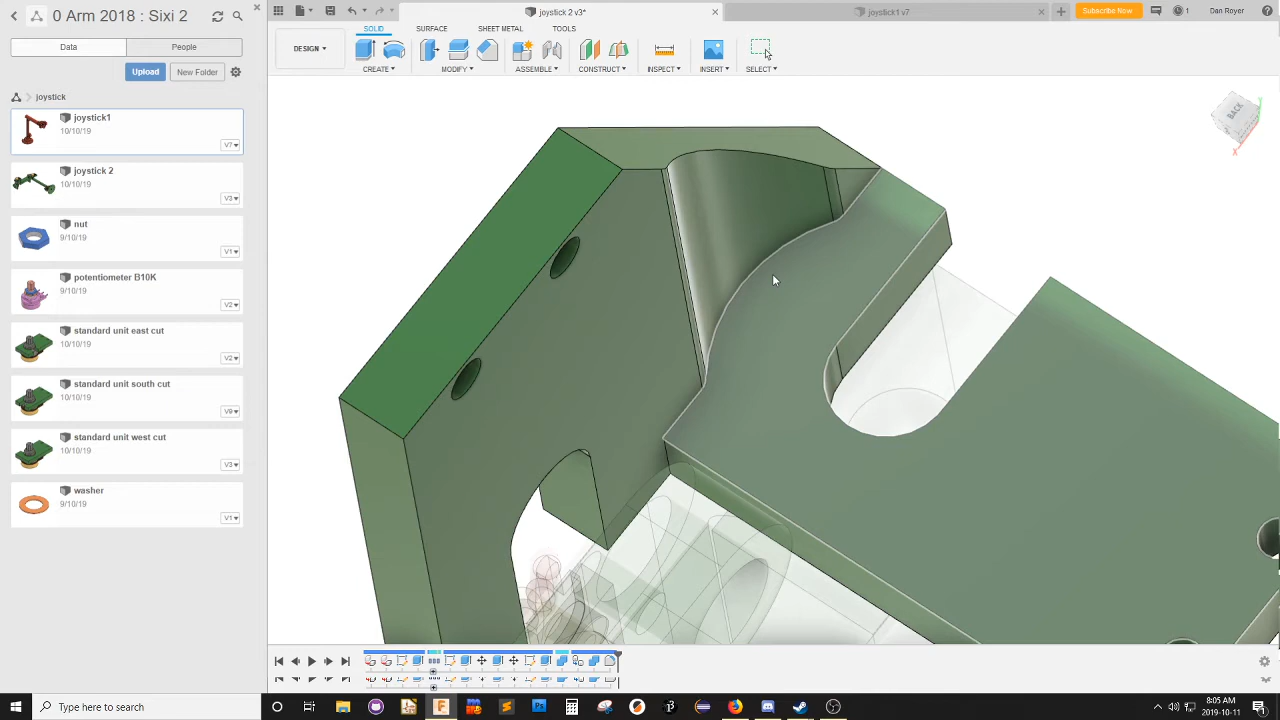 0 Arm 2018 : Sixi 2
joystick 2 v3*
joystick1 v7
Subscribe Now
1
Dan Royer
Data
People
DESIGN
SOLID
SURFACE
SHEET METAL
TOOLS
Upload
New Folder
CREATE
MODIFY
ASSEMBLE
CONSTRUCT
INSPECT
INSERT
SELECT
joystick
joystick1
10/10/19
V7
BACK
joystick 2
10/10/19
V3
nut
9/10/19
V1
potentiometer B10K
9/10/19
V2
standard unit east cut
10/10/19
V2
standard unit south cut
10/10/19
V9
standard unit west cut
10/10/19
V3
washer
9/10/19
V1
Type here to search
8:05 AM
2019-10-11